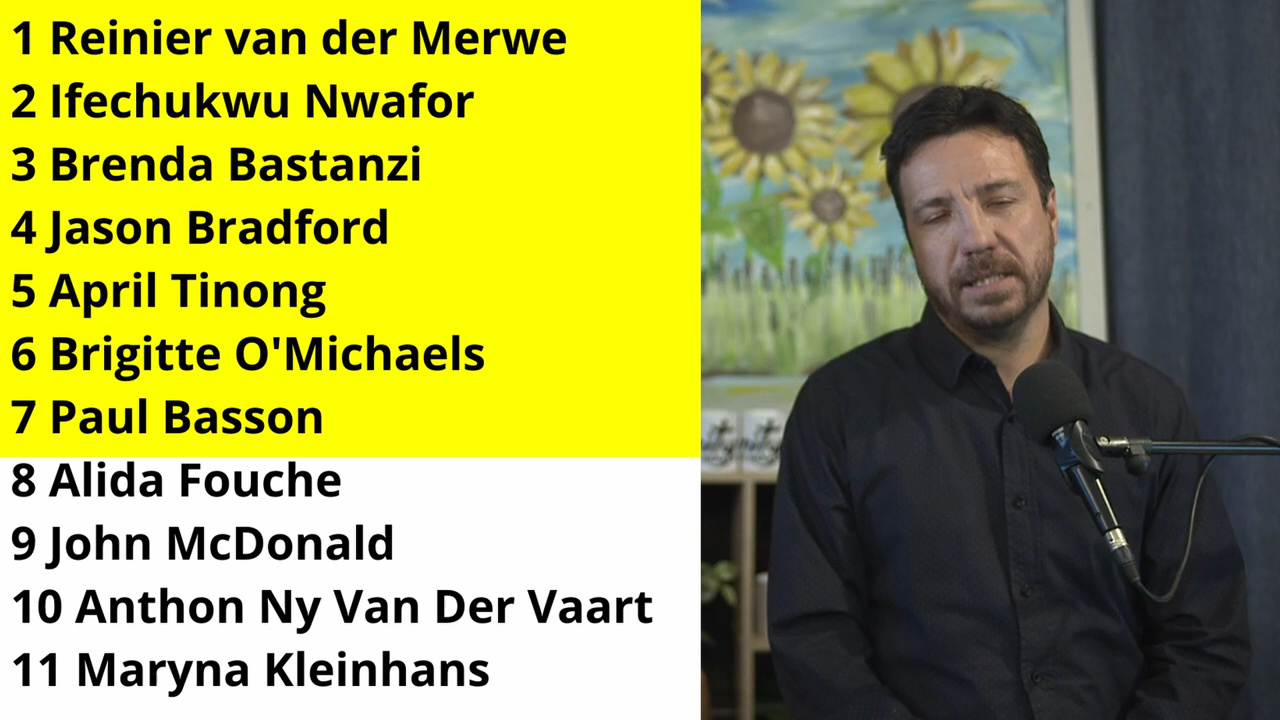 1 Reinier van der Merwe
2 Ifechukwu Nwafor
3 Brenda Bastanzi
4 Jason Bradford
5 April Tinong
6 Brigitte O'Michaels
7 Paul Basson
8 Alida Fouche
9 John McDonald
10 Anthon Ny Van Der Vaart
11 Maryna Kleinhans